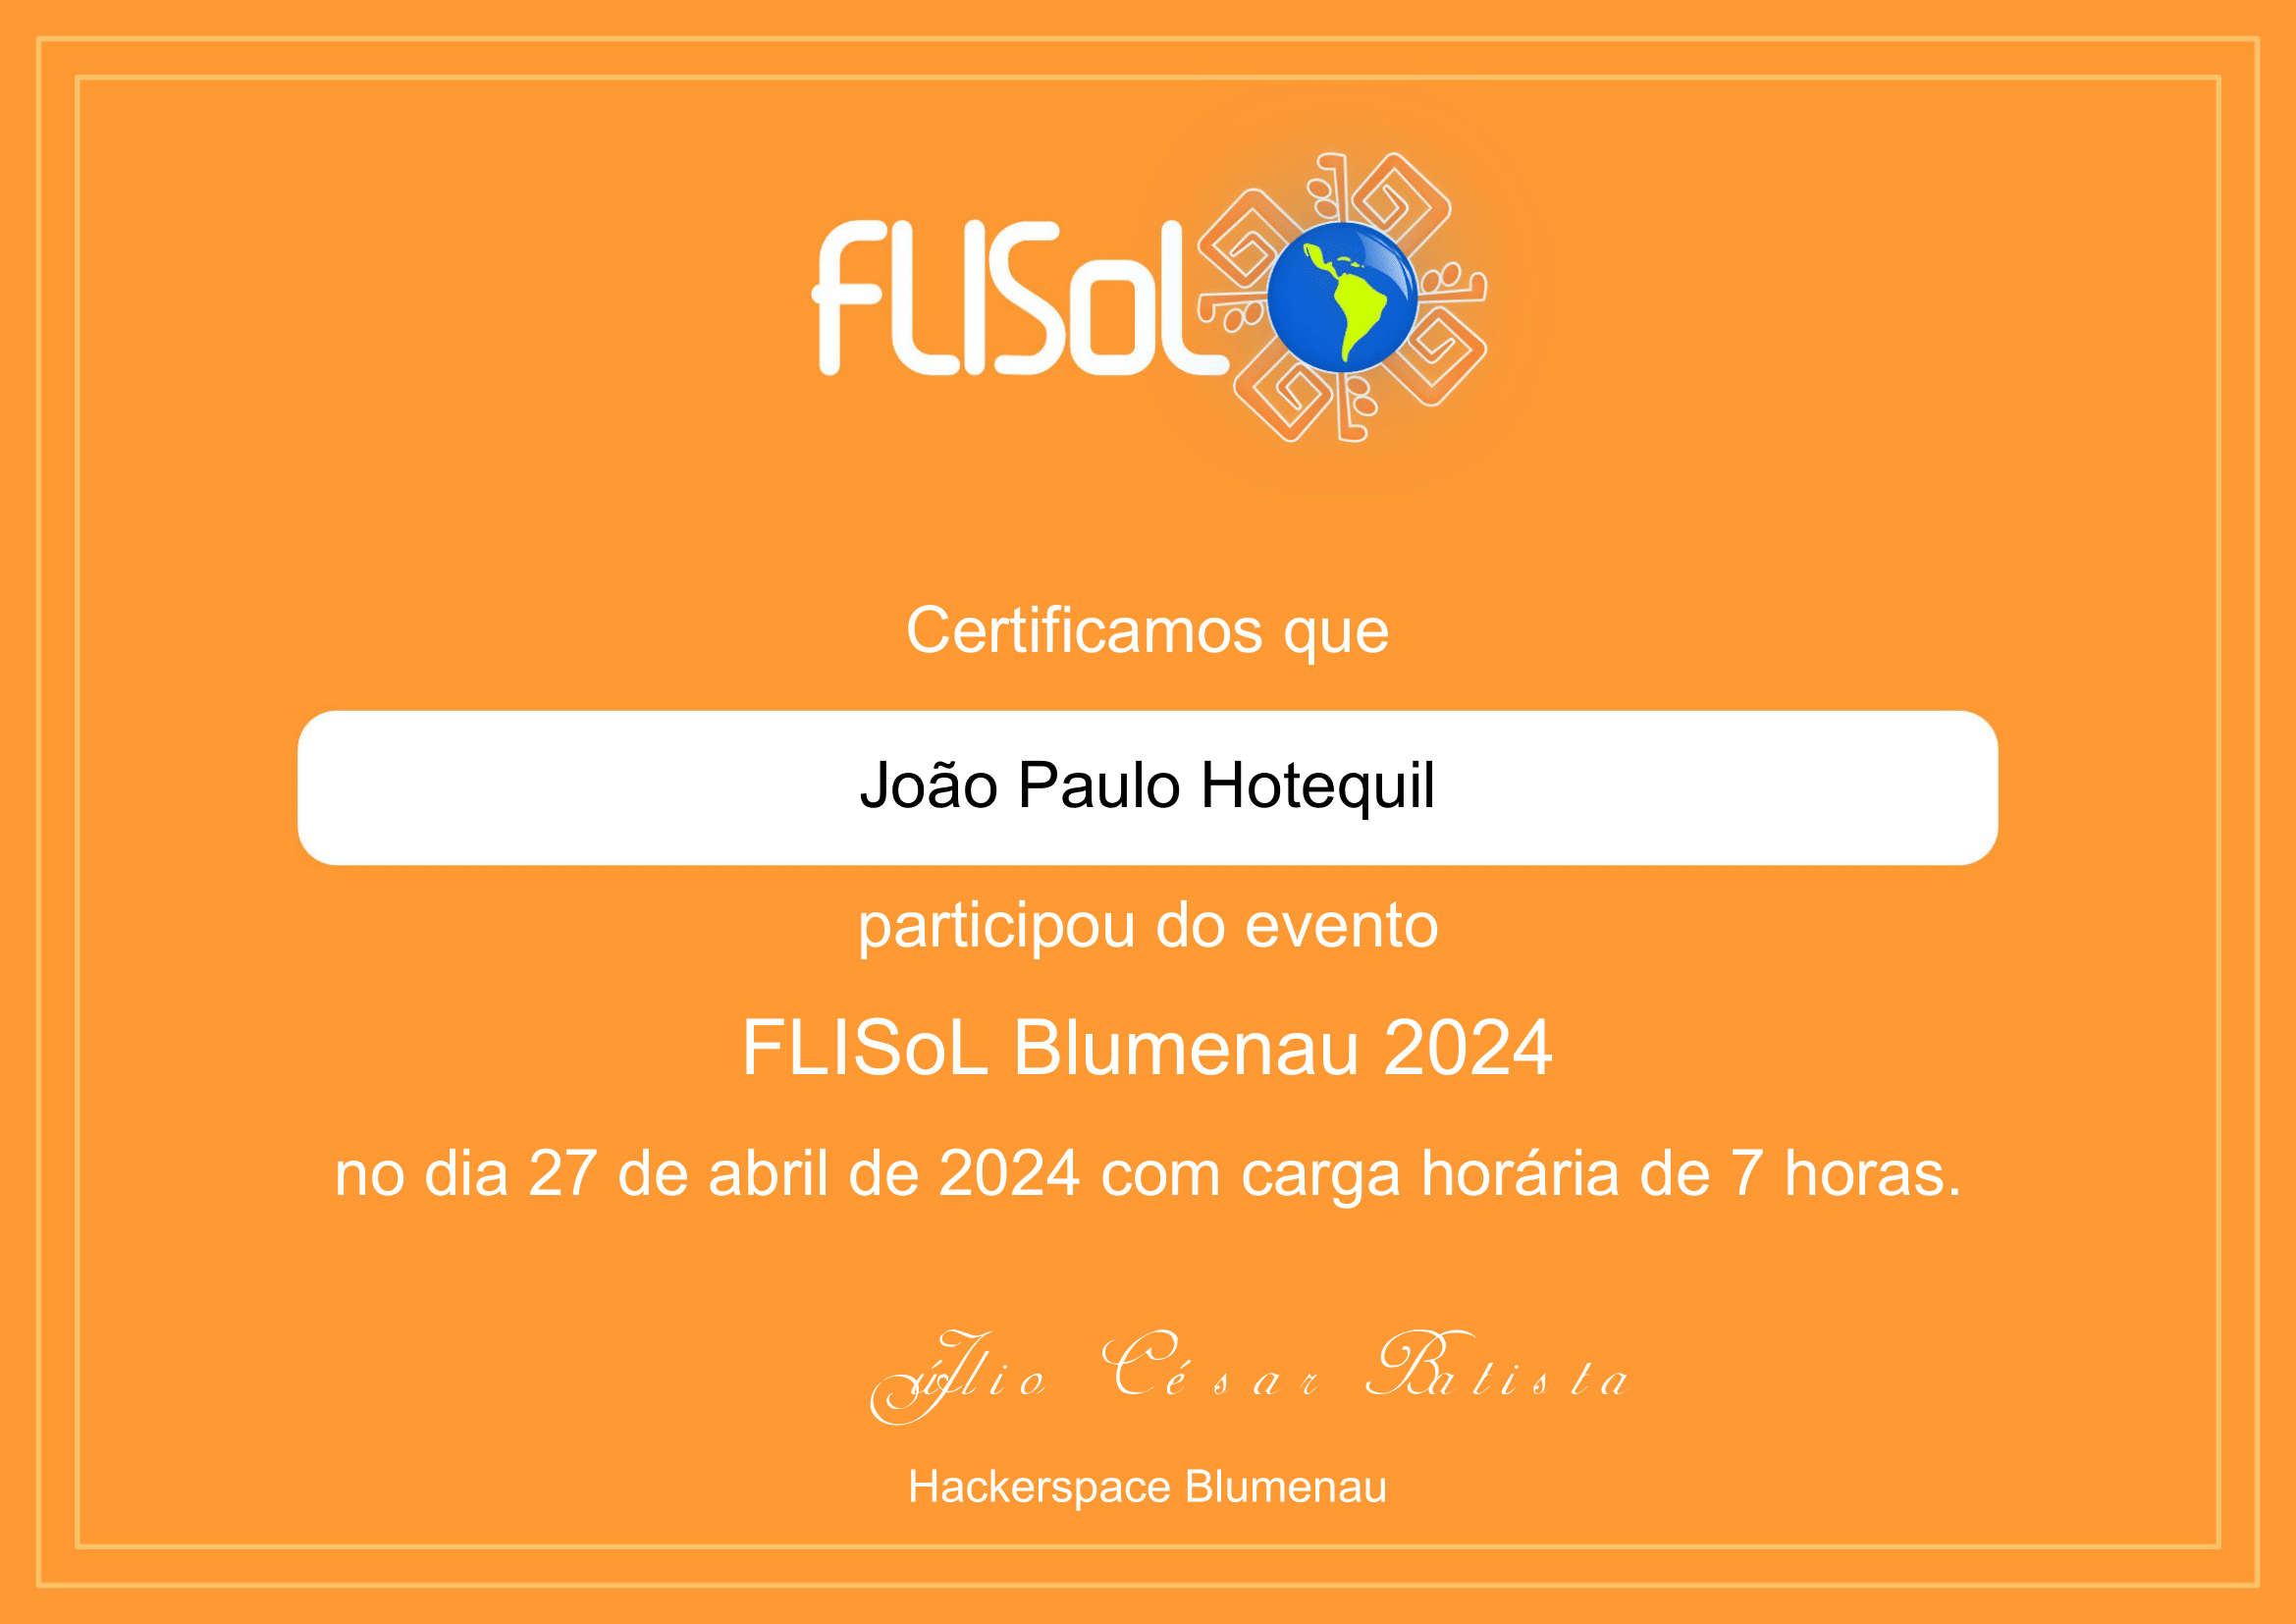 FLISoL
Certificamos que
João Paulo Hotequil
participou do evento
FLISoL Blumenau 2024
no dia 27 de abril de 2024 com carga horária de 7 horas.
Júlio César Batista
Hackerspace Blumenau